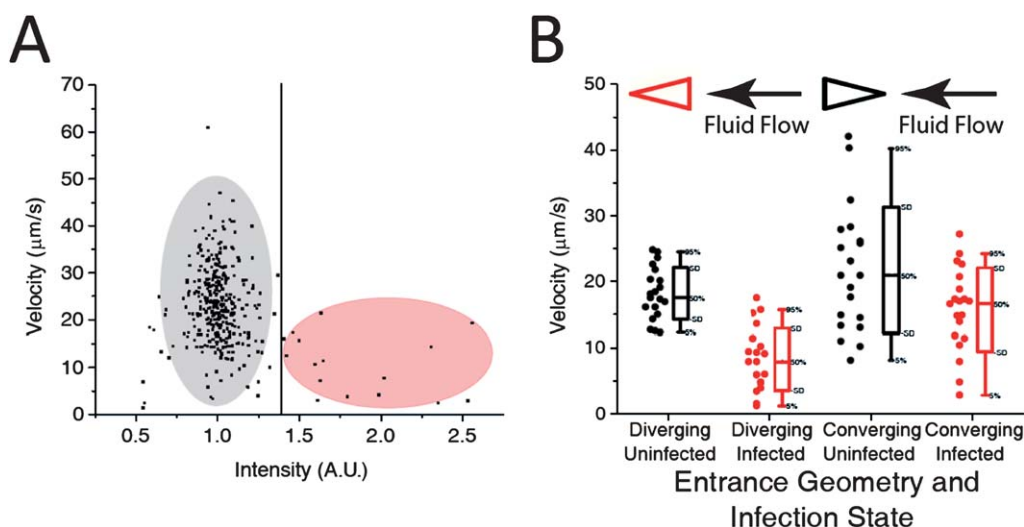 A
Velocity (μm/s)
70
60
50
40
30
20
10
0
0.5
1.0
1.5
2.0
2.5
Intensity (A.U.)
B
Velocity (μm/s)
50
40
30
20
10
0
Fluid Flow
Fluid Flow
95%
SD
50%
-SD
5%
95%
SD
50%
-SD
5%
95%
SD
50%
-SD
5%
95%
SD
50%
-SD
5%
Diverging
Uninfected
Diverging
Infected
Converging
Uninfected
Converging
Infected
Entrance Geometry and
Infection State